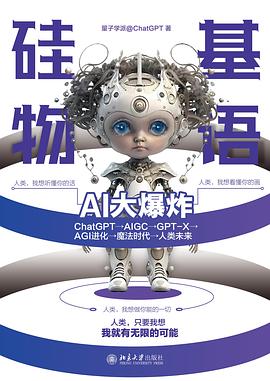 量子学派@ChatGPT 著
硅 基
物 语
人类，我想听懂你的话
人类，我想看懂你的画
AI大爆炸
ChatGPT→AIGC→GPT-X→
AGI进化→魔法时代→人类未来
人类，我想做你能的一切
人类，只要我想
我就有无限的可能
北京大学出版社